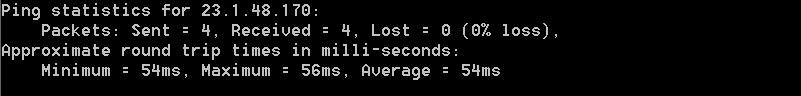 Ping statistics for 23.1.48.170:
    Packets: Sent = 4, Received = 4, Lost = 0 (0% loss),
Approximate round trip times in milli-seconds:
    Minimum = 54ms, Maximum = 56ms, Average = 54ms